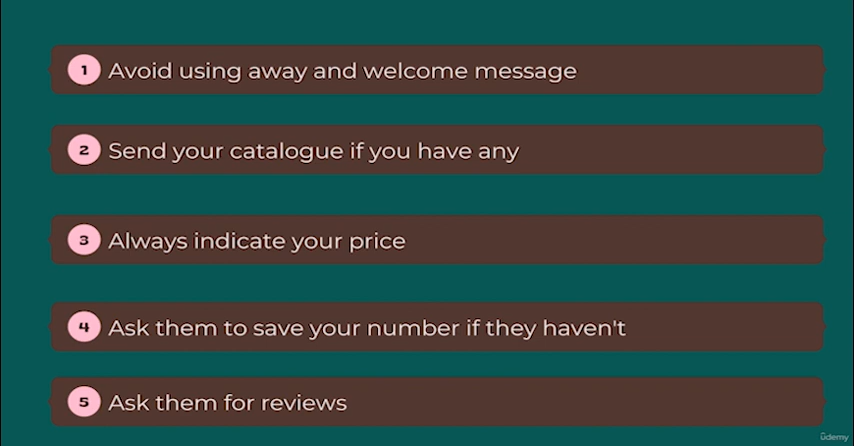 1 Avoid using away and welcome message
2 Send your catalogue if you have any
3 Always indicate your price
4 Ask them to save your number if they haven't
5 Ask them for reviews
ûdemy